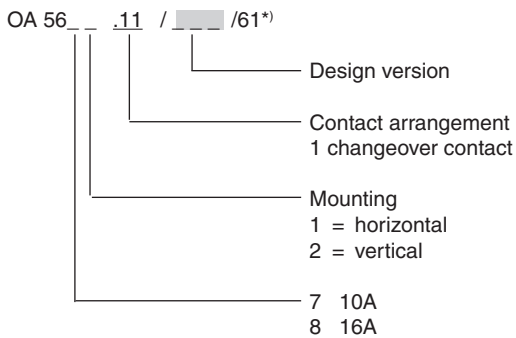 OA 56_ _ .11 / _ _ _ /61*)
Design version
Contact arrangement
1 changeover contact
Mounting
1 = horizontal
2 = vertical
7 10A
8 16A